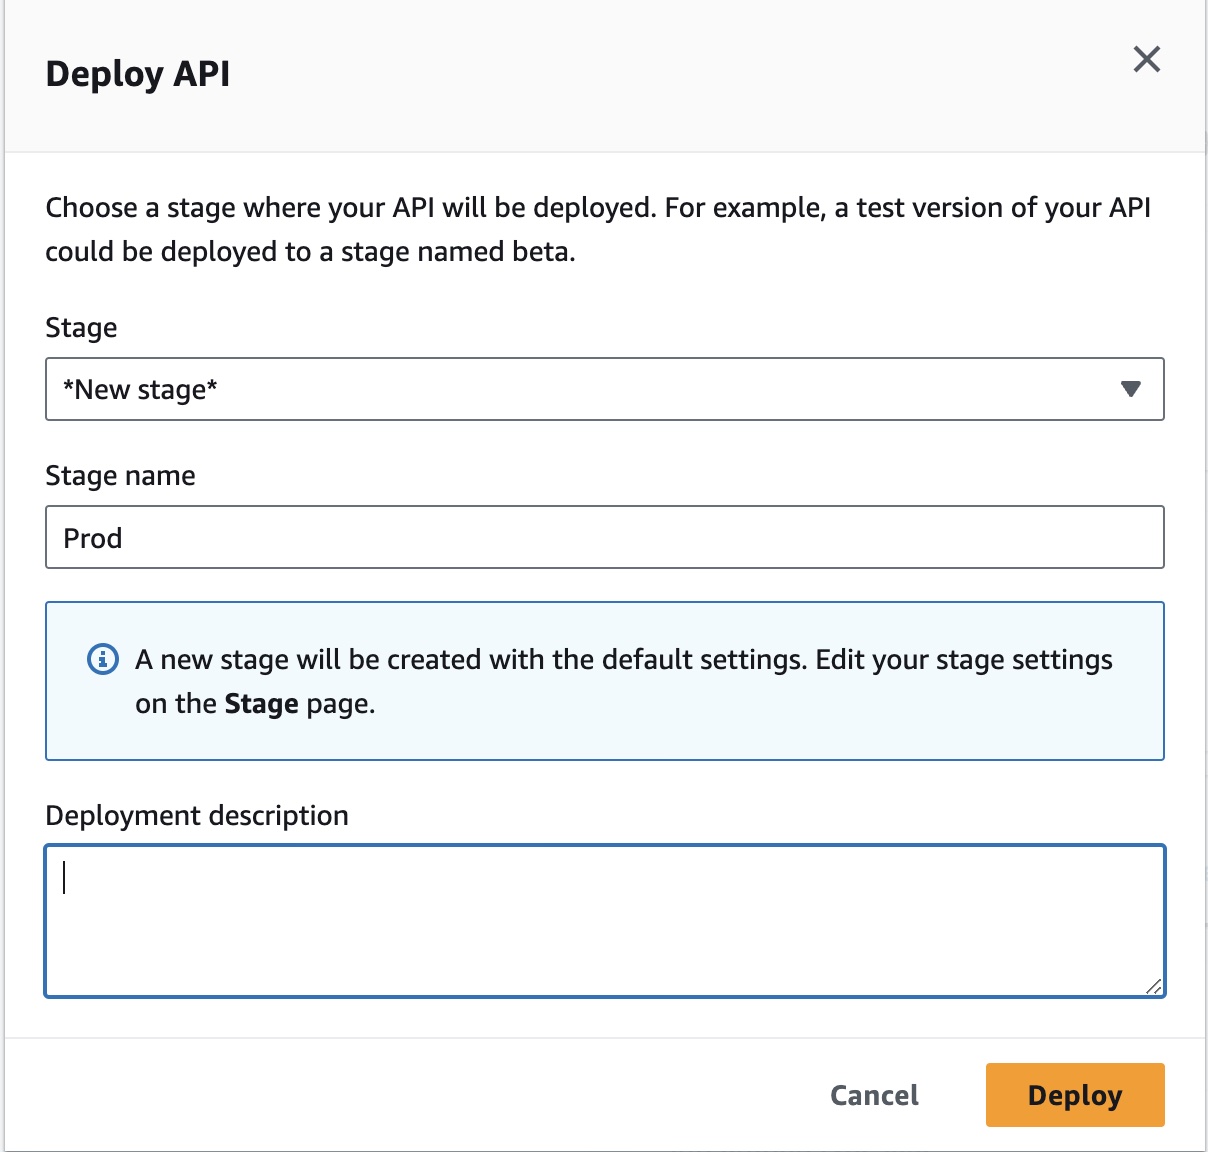 Deploy API
Choose a stage where your API will be deployed. For example, a test version of your API
could be deployed to a stage named beta.
Stage
*New stage*
Stage name
Prod
A new stage will be created with the default settings. Edit your stage settings
on the Stage page.
Deployment description
Cancel
Deploy